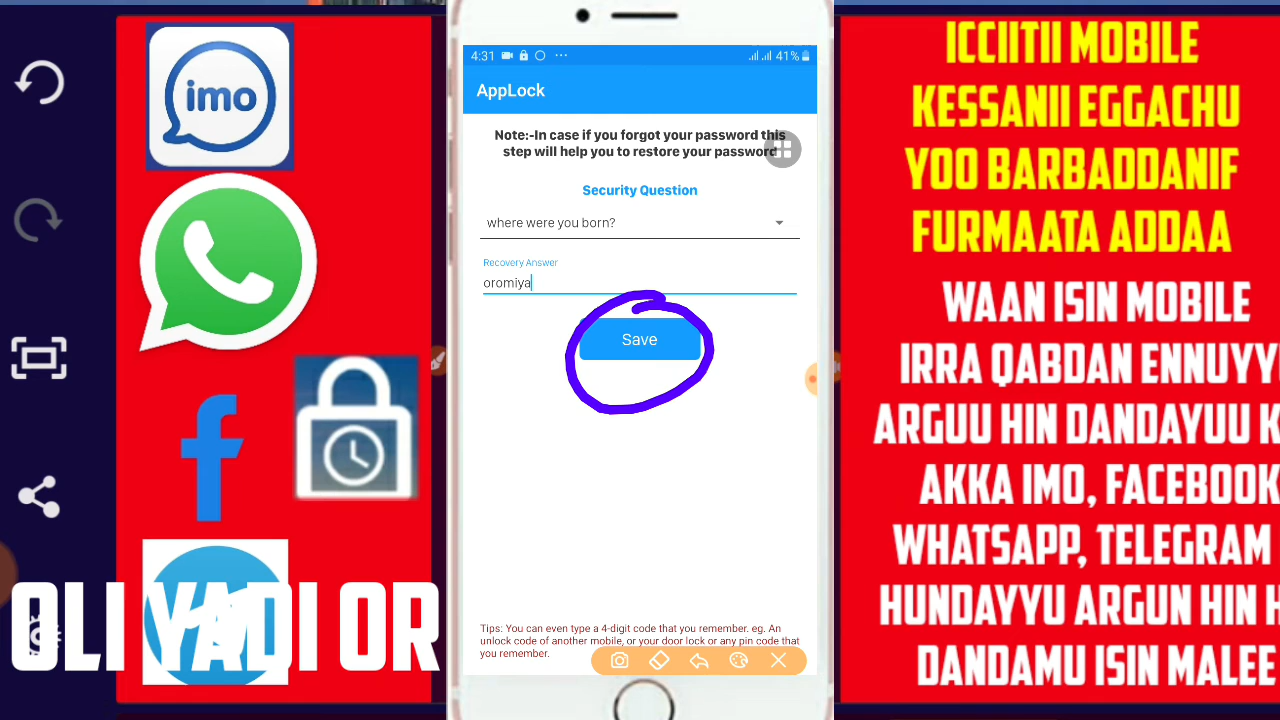 imo
OLI YADI OR
4:31
41%
AppLock
Note:-In case if you forgot your password this
step will help you to restore your password
Security Question
where were you born?
Recovery Answer
oromiya
Save
Tips: You can even type a 4-digit code that you remember. eg. An
unlock code of another mobile, or your door lock or any pin code that
you remember.
ICCIITII MOBILE
KESSANII EGGACHU
YOO BARBADDANIF
FURMAATA ADDAA
WAAN ISIN MOBILE
IRRA QABDAN ENNUYY
ARGUU HIN DANDAYUU K
AKKA IMO, FACEBOOK
WHATSAPP, TELEGRAM
HUNDAYYU ARGUN HIN H
DANDAMU ISIN MALEE